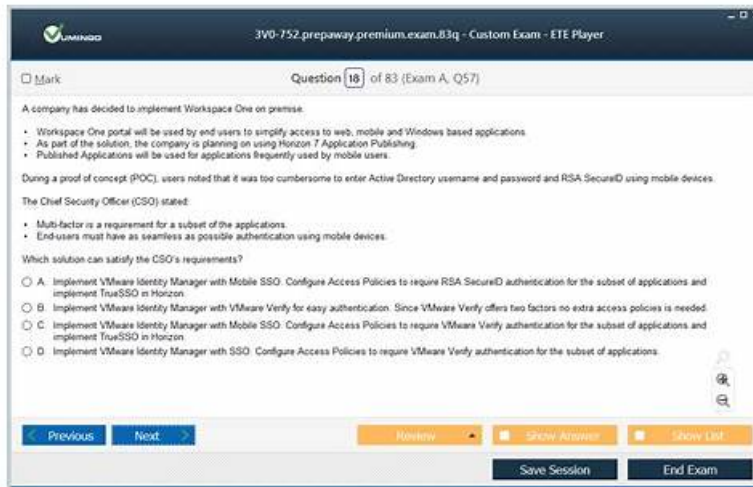 VUMINGO
3V0-752.prepaway.premium.exam.83q - Custom Exam - ETE Player
Mark
Question 18 of 83 (Exam A, Q57)
A company has decided to implement Workspace One on premise.
• Workspace One portal will be used by end users to simplify access to web, mobile and Windows based applications.
• As part of the solution, the company is planning on using Horizon 7 Application Publishing.
• Published Applications will be used for applications frequently used by mobile users.
During a proof of concept (POC), users noted that it was too cumbersome to enter Active Directory username and password and RSA SecureID using mobile devices.
The Chief Security Officer (CSO) stated:
• Multi-factor is a requirement for a subset of the applications.
• End-users must have as seamless as possible authentication using mobile devices.
Which solution can satisfy the CSO's requirements?
A. Implement VMware Identity Manager with Mobile SSO. Configure Access Policies to require RSA SecureID authentication for the subset of applications and
implement TrueSSO in Horizon.
B. Implement VMware Identity Manager with VMware Verify for easy authentication. Since VMware Verify offers two factors no extra access policies is needed.
C. Implement VMware Identity Manager with Mobile SSO. Configure Access Policies to require VMware Verify authentication for the subset of applications and
implement TrueSSO in Horizon.
D. Implement VMware Identity Manager with SSO. Configure Access Policies to require VMware Verify authentication for the subset of applications.
Previous Next Review Show Answer Show List
Save Session End Exam